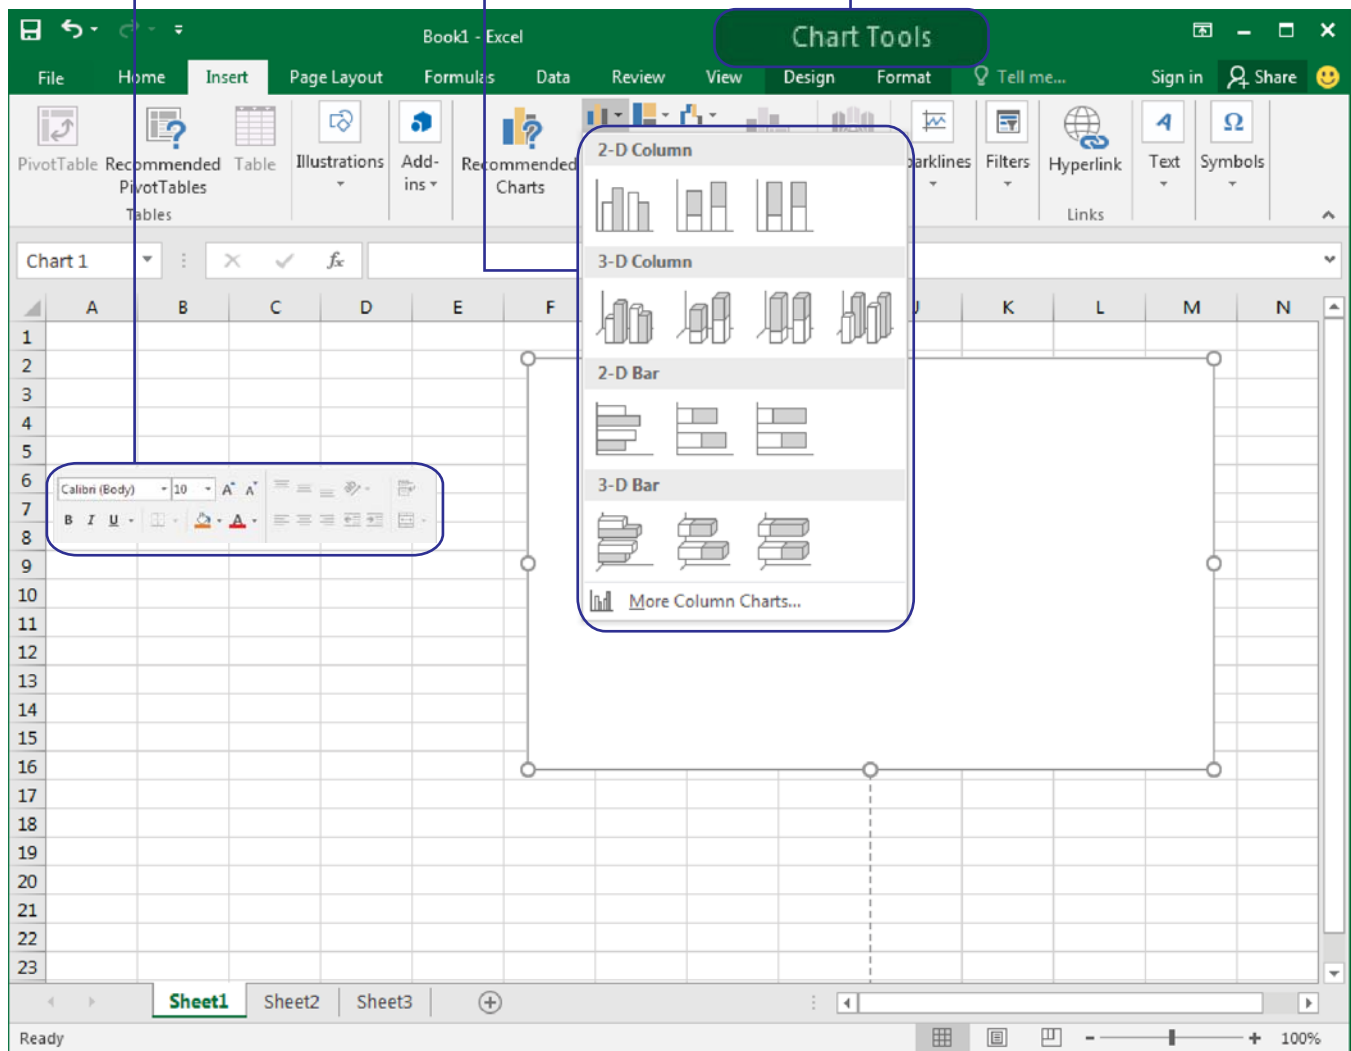 Book1 - Excel
Chart Tools
File Home Insert Page Layout Formulas Data Review View Design Format Tell me... Sign in Share
PivotTable Recommended PivotTables Table Illustrations Add-ins Recommended Charts Filters Hyperlink Text Symbols
Tables Links
Chart 1 fx
A B C D E F K L M N
1
2
3
4
5
6
7
8
9
10
11
12
13
14
15
16
17
18
19
20
21
22
23
Calibri (Body) 10 A A
B I U A
2-D Column
3-D Column
2-D Bar
3-D Bar
More Column Charts...
Sheet1 Sheet2 Sheet3
Ready 100%